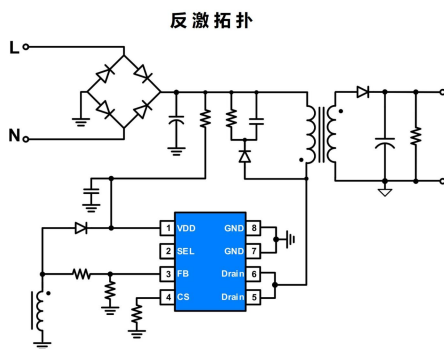 反激拓扑
L
N
1 VDD GND 8
2 SEL GND 7
3 FB Drain 6
4 CS Drain 5